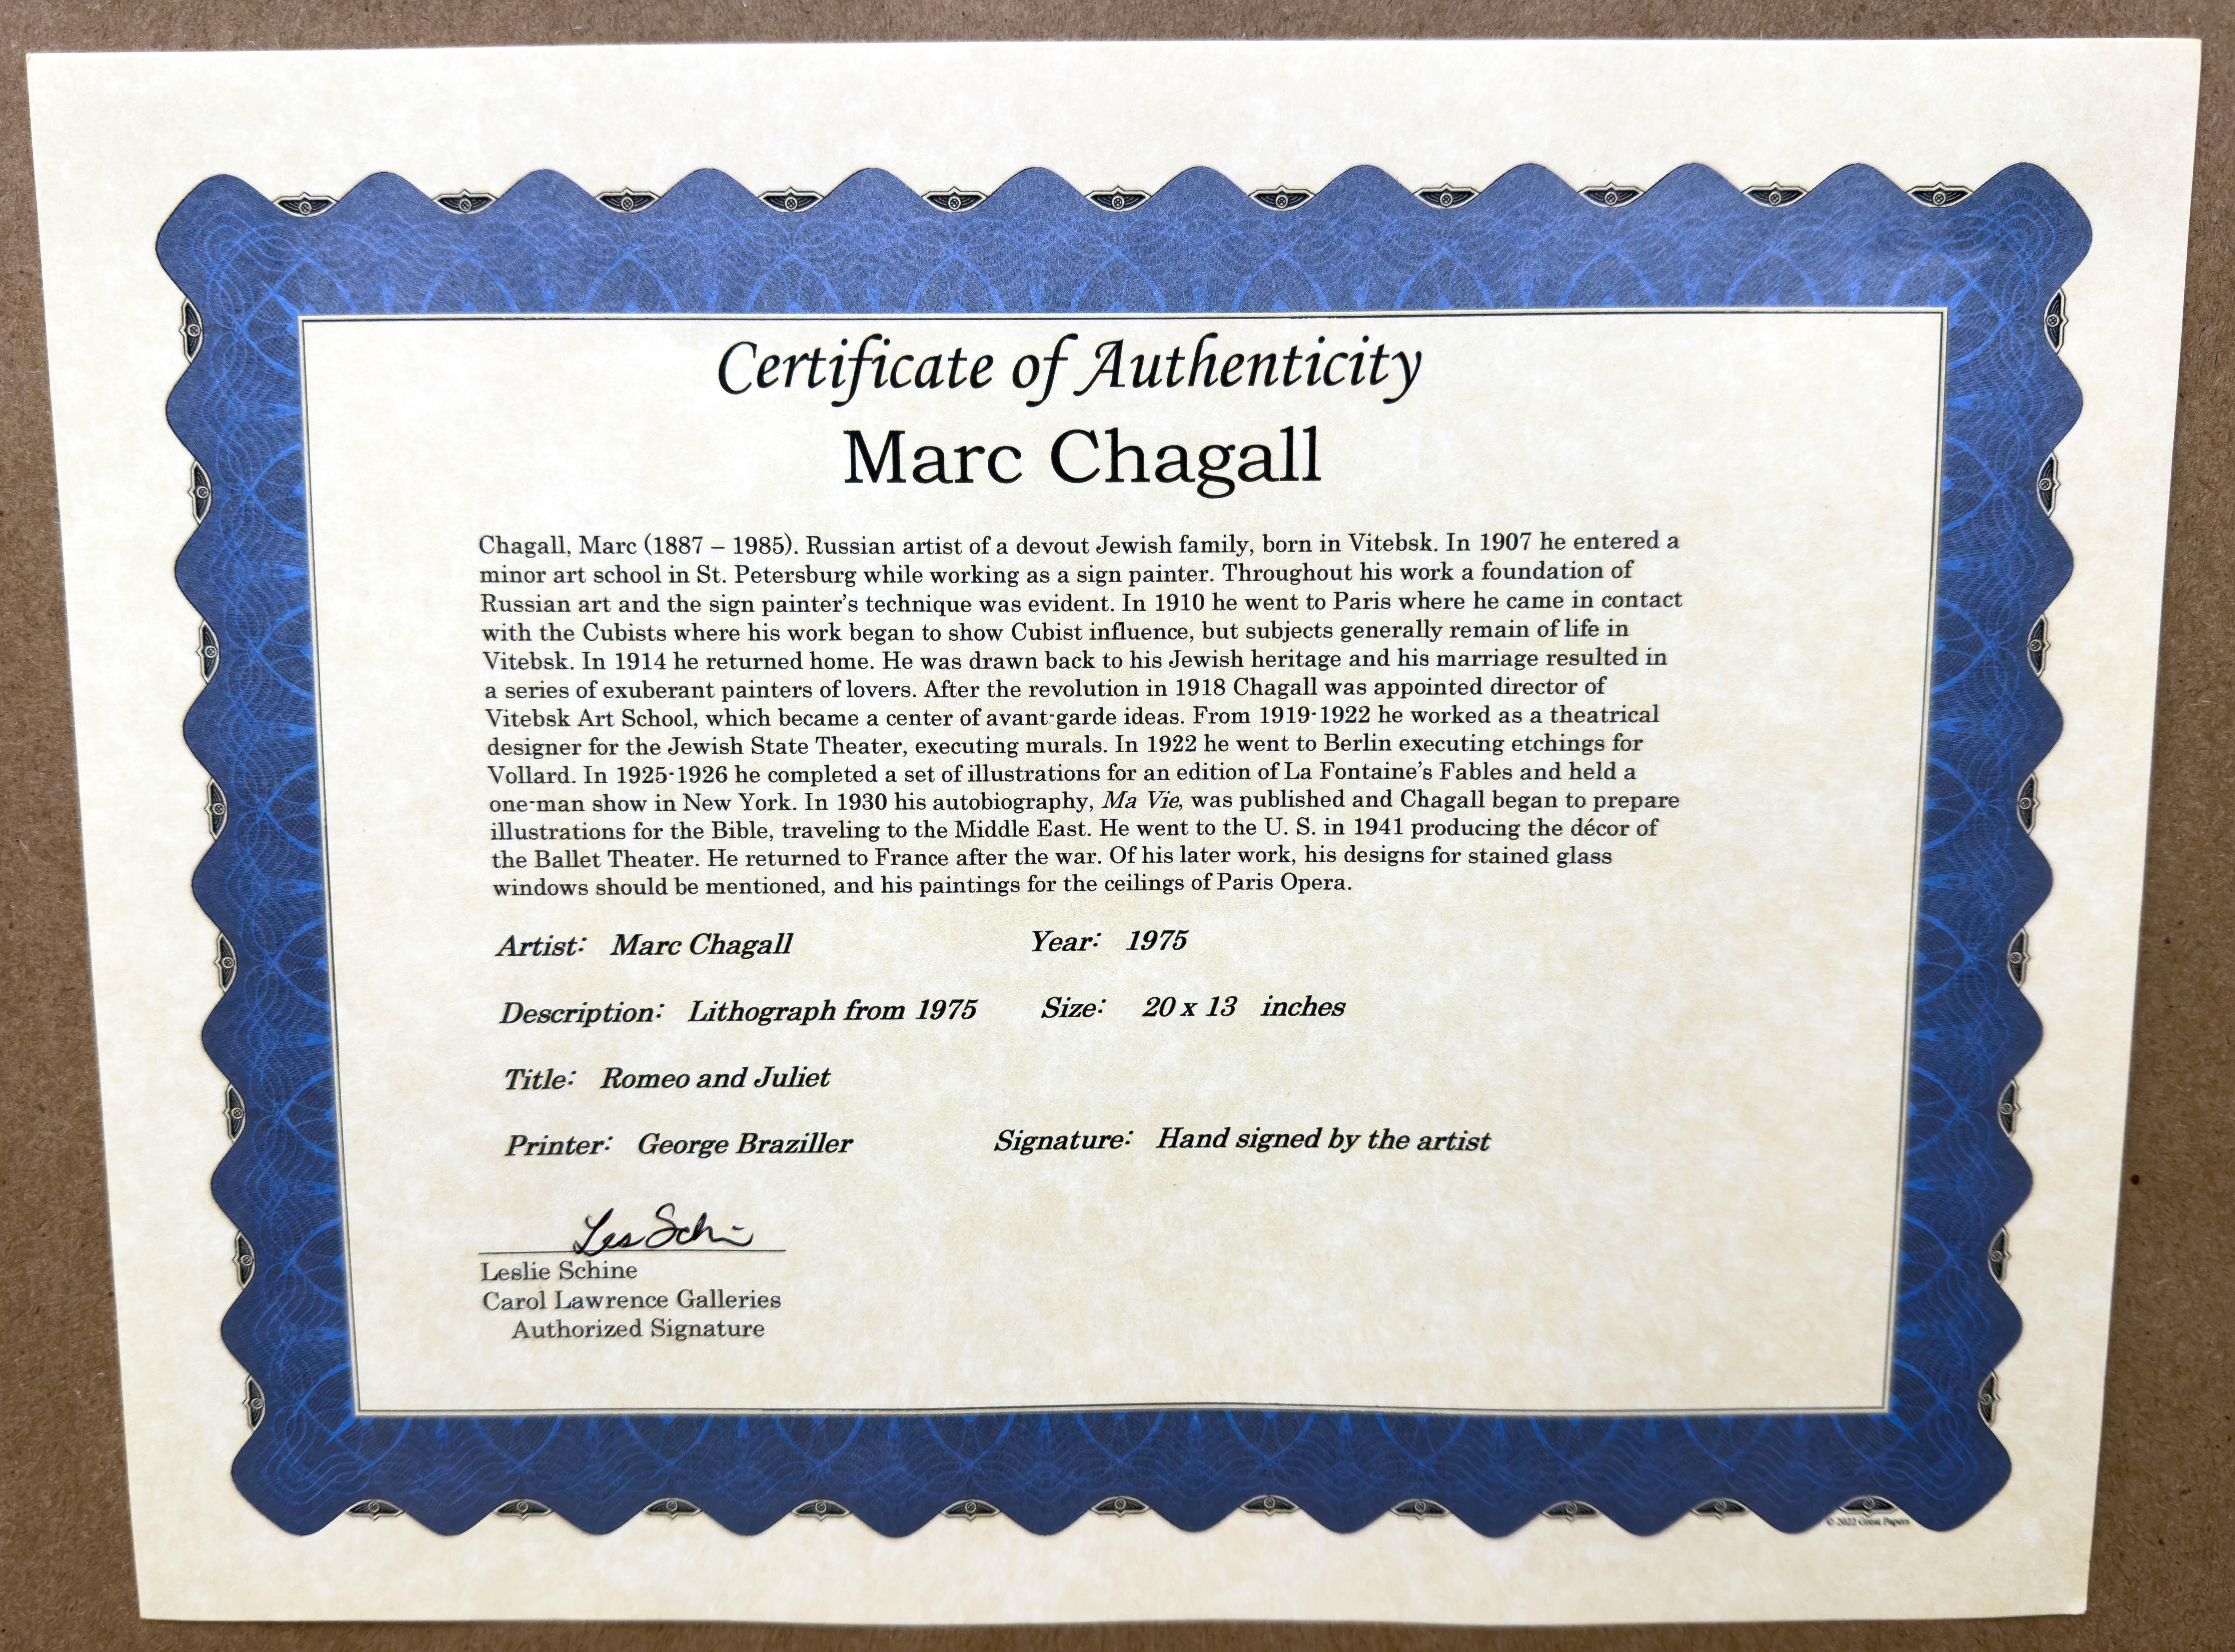 Certificate of Authenticity
Marc Chagall
Chagall, Marc (1887 – 1985). Russian artist of a devout Jewish family, born in Vitebsk. In 1907 he entered a
minor art school in St. Petersburg while working as a sign painter. Throughout his work a foundation of
Russian art and the sign painter's technique was evident. In 1910 he went to Paris where he came in contact
with the Cubists where his work began to show Cubist influence, but subjects generally remain of life in
Vitebsk. In 1914 he returned home. He was drawn back to his Jewish heritage and his marriage resulted in
a series of exuberant painters of lovers. After the revolution in 1918 Chagall was appointed director of
Vitebsk Art School, which became a center of avant-garde ideas. From 1919-1922 he worked as a theatrical
designer for the Jewish State Theater, executing murals. In 1922 he went to Berlin executing etchings for
Vollard. In 1925-1926 he completed a set of illustrations for an edition of La Fontaine's Fables and held a
one-man show in New York. In 1930 his autobiography, Ma Vie, was published and Chagall began to prepare
illustrations for the Bible, traveling to the Middle East. He went to the U. S. in 1941 producing the décor of
the Ballet Theater. He returned to France after the war. Of his later work, his designs for stained glass
windows should be mentioned, and his paintings for the ceilings of Paris Opera.
Artist: Marc Chagall Year: 1975
Description: Lithograph from 1975 Size: 20 x 13 inches
Title: Romeo and Juliet
Printer: George Braziller Signature: Hand signed by the artist
Les Schi
Leslie Schine
Carol Lawrence Galleries
Authorized Signature
© 2022 Great Papers